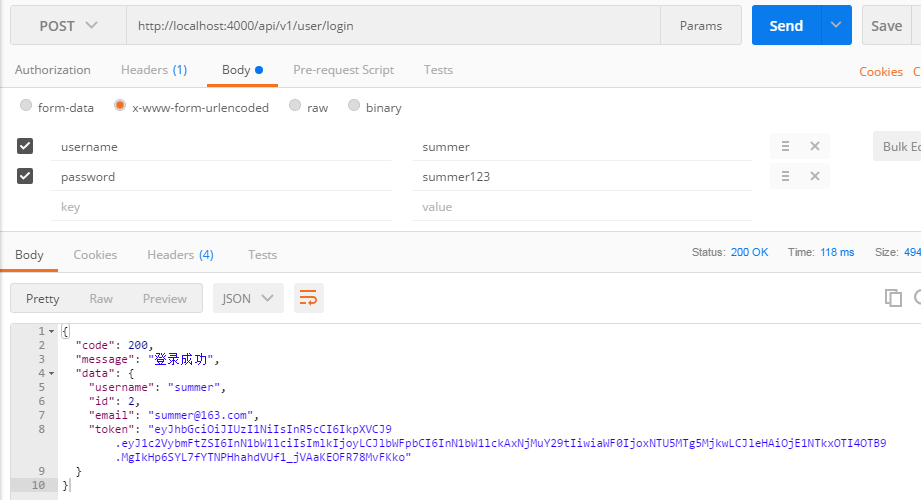 POST http://localhost:4000/api/v1/user/login Params Send Save
Authorization Headers (1) Body Pre-request Script Tests Cookies C
form-data x-www-form-urlencoded raw binary
username summer Bulk Ec
password summer123
key value
Body Cookies Headers (4) Tests Status: 200 OK Time: 118 ms Size: 494
Pretty Raw Preview JSON
1 {
2 "code": 200,
3 "message": "登录成功",
4 "data": {
5 "username": "summer",
6 "id": 2,
7 "email": "summer@163.com",
8 "token": "eyJhbGciOiJIUzI1NiIsInR5cCI6IkpXVCJ9
.eyJ1c2VybmFtZSI6InN1bW1lciIsImlkIjoyLCJlbWFpbCI6InN1bW1lckAxNjMuY29tIiwiaWF0IjoxNTU5MTg5MjkwLCJleHAiOjE1NTkxOTI4OTB9
.MgIkHp6SYL7fYTNPHhahdVUf1_jVAaKEOFR78MvFKko"
9 }
10 }